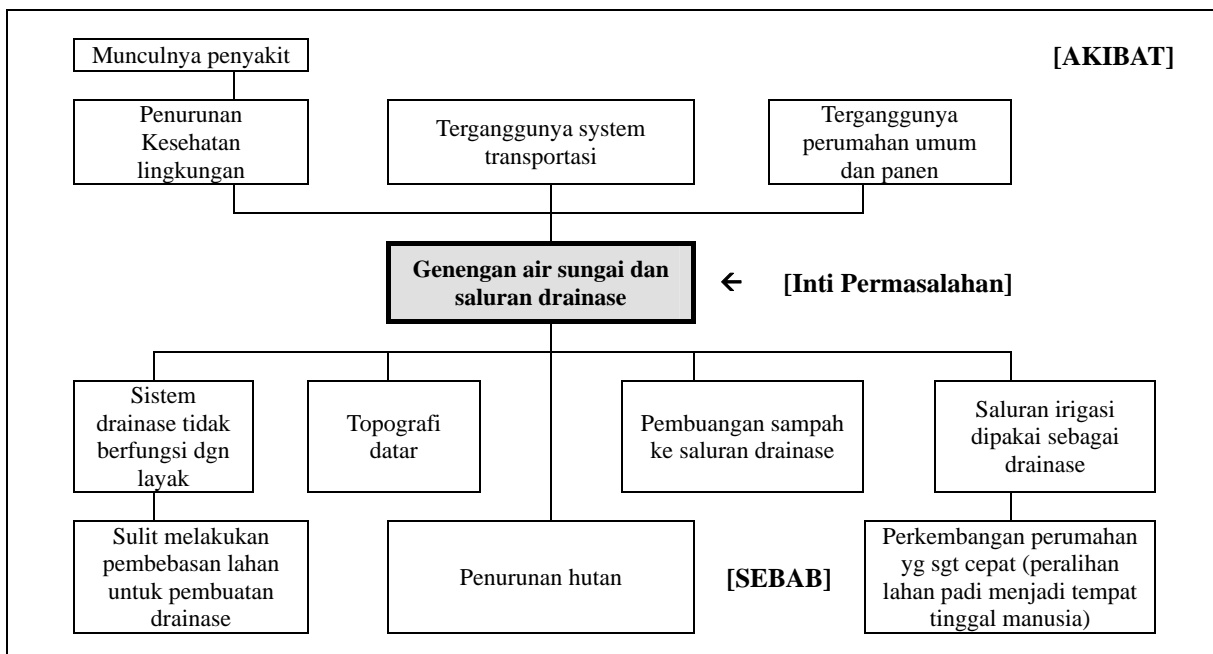 Munculnya penyakit
[AKIBAT]
Penurunan
Kesehatan
lingkungan
Terganggunya system
transportasi
Terganggunya
perumahan umum
dan panen
Genengan air sungai dan
saluran drainase
← [Inti Permasalahan]
Sistem
drainase tidak
berfungsi dgn
layak
Topografi
datar
Pembuangan sampah
ke saluran drainase
Saluran irigasi
dipakai sebagai
drainase
Sulit melakukan
pembebasan lahan
untuk pembuatan
drainase
Penurunan hutan
[SEBAB]
Perkembangan perumahan
yg sgt cepat (peralihan
lahan padi menjadi tempat
tinggal manusia)